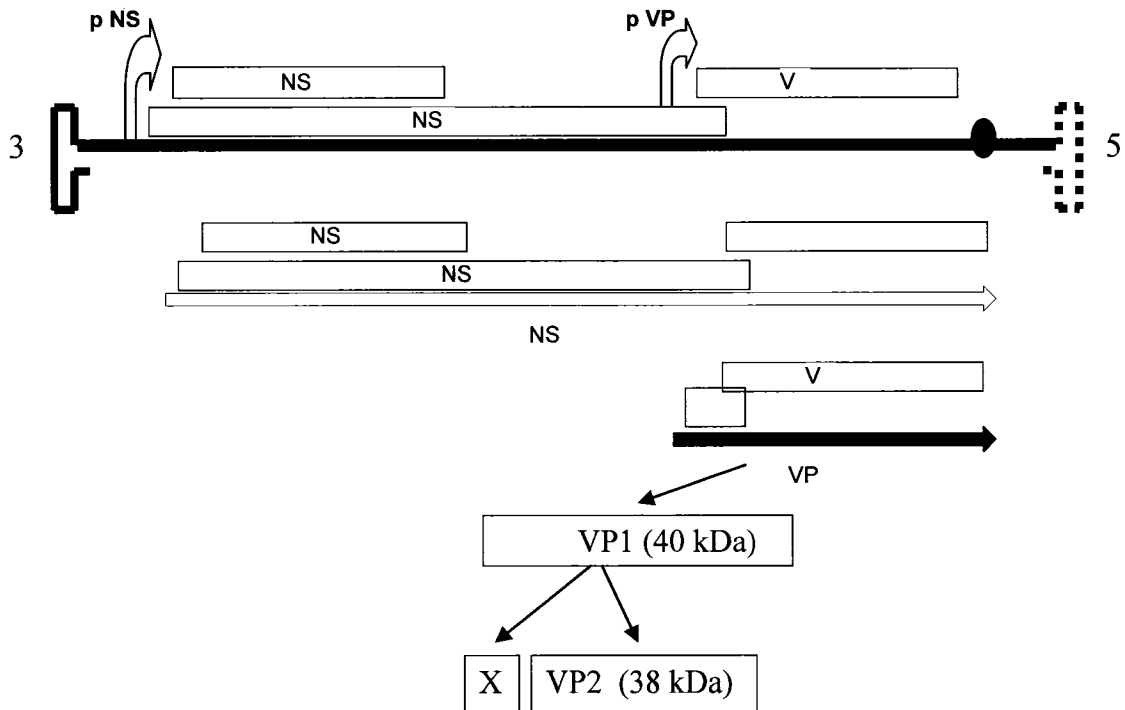 p NS
p VP
NS
V
NS
3
5
NS
NS
NS
V
VP
VP1 (40 kDa)
X
VP2 (38 kDa)